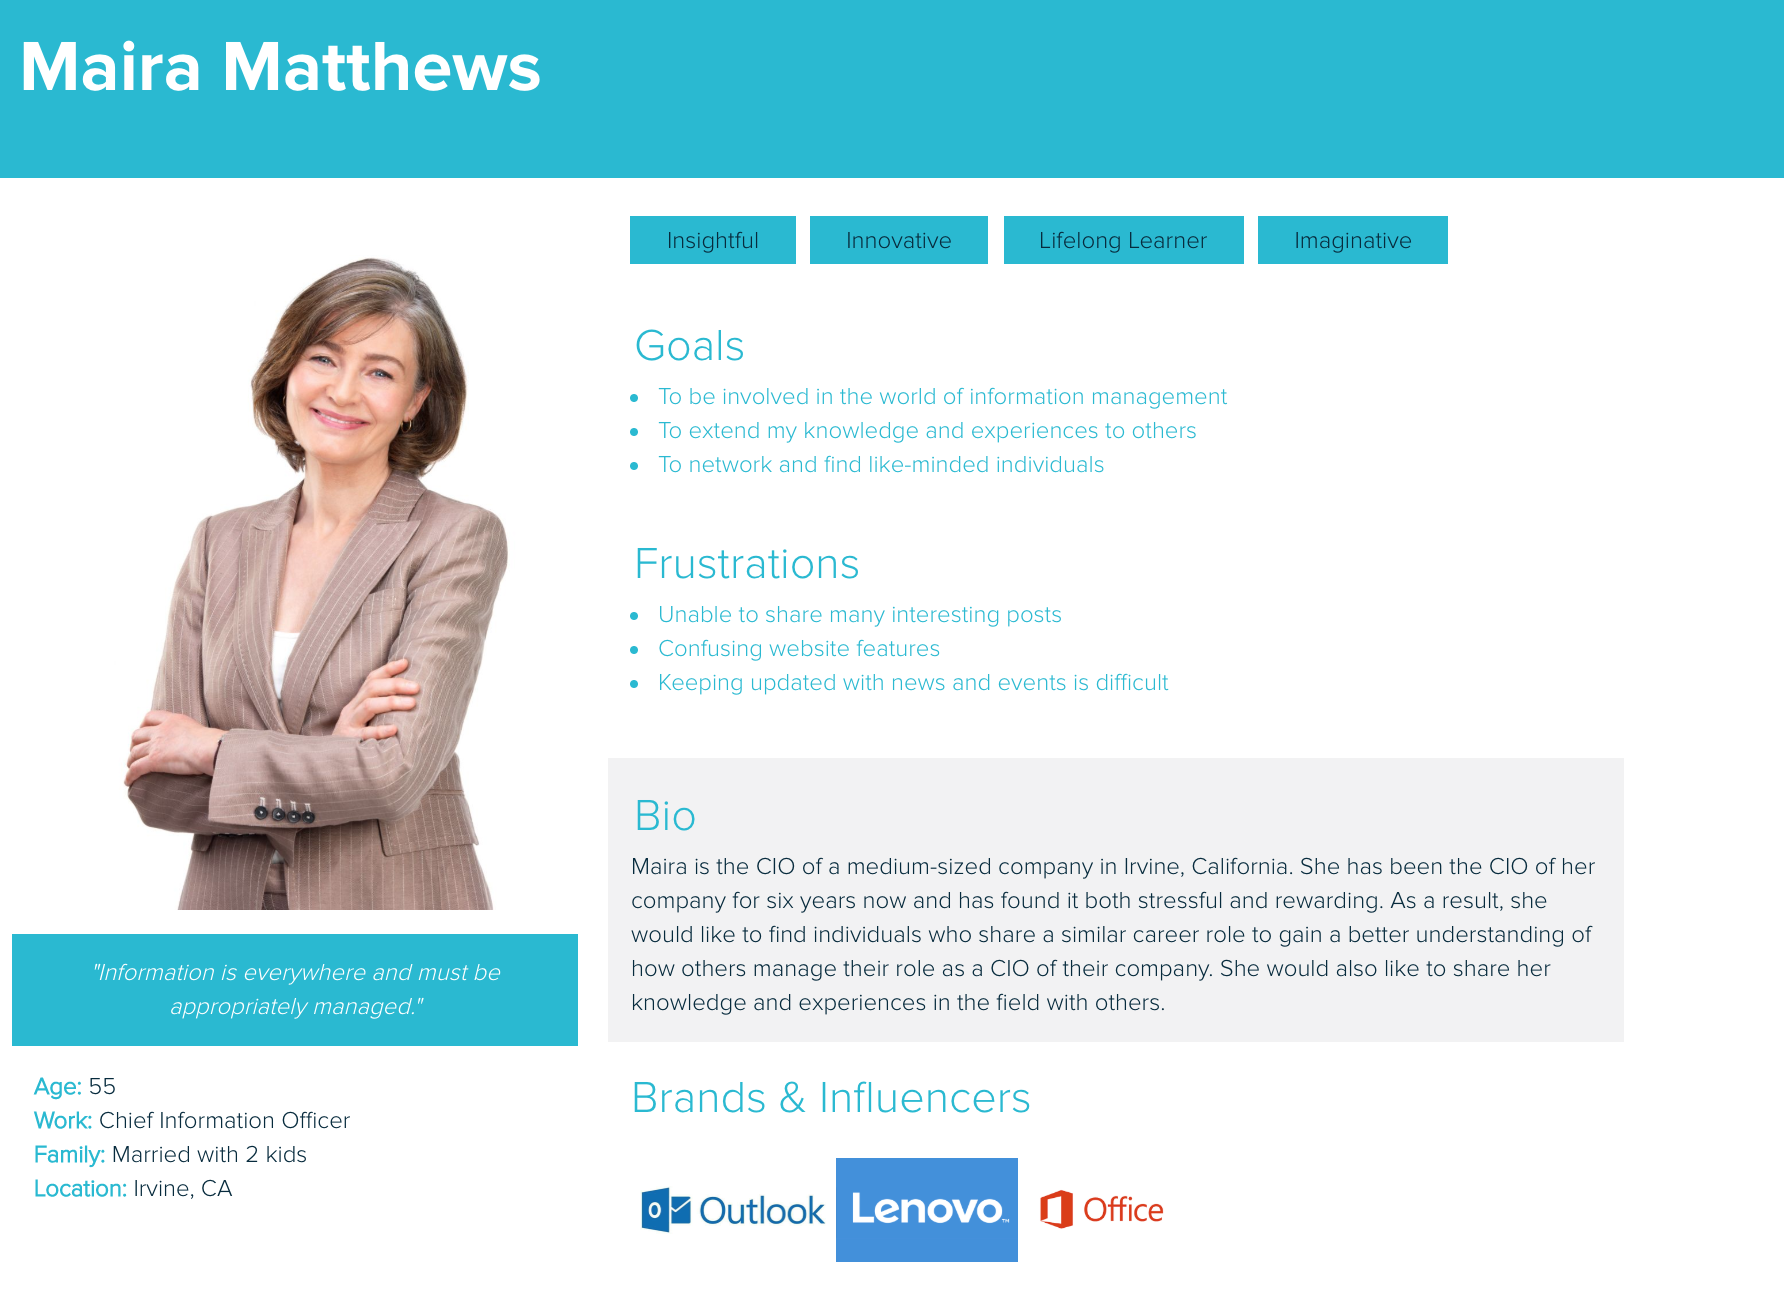 Maira Matthews
Insightful
Innovative
Lifelong Learner
Imaginative
Goals
To be involved in the world of information management
To extend my knowledge and experiences to others
To network and find like-minded individuals
Frustrations
Unable to share many interesting posts
Confusing website features
Keeping updated with news and events is difficult
"Information is everywhere and must be
appropriately managed."
Age: 55
Work: Chief Information Officer
Family: Married with 2 kids
Location: Irvine, CA
Bio
Maira is the CIO of a medium-sized company in Irvine, California. She has been the CIO of her
company for six years now and has found it both stressful and rewarding. As a result, she
would like to find individuals who share a similar career role to gain a better understanding of
how others manage their role as a CIO of their company. She would also like to share her
knowledge and experiences in the field with others.
Brands & Influencers
Outlook
Lenovo™
Office